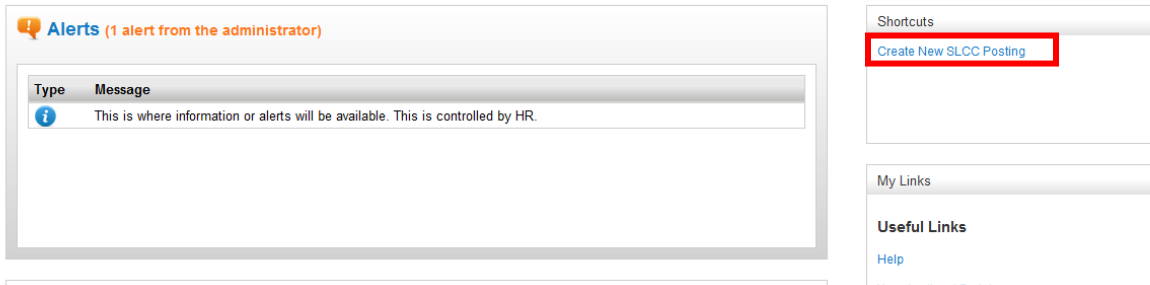 Alerts (1 alert from the administrator)
Type Message
This is where information or alerts will be available. This is controlled by HR.
Shortcuts
Create New SLCC Posting
My Links
Useful Links
Help